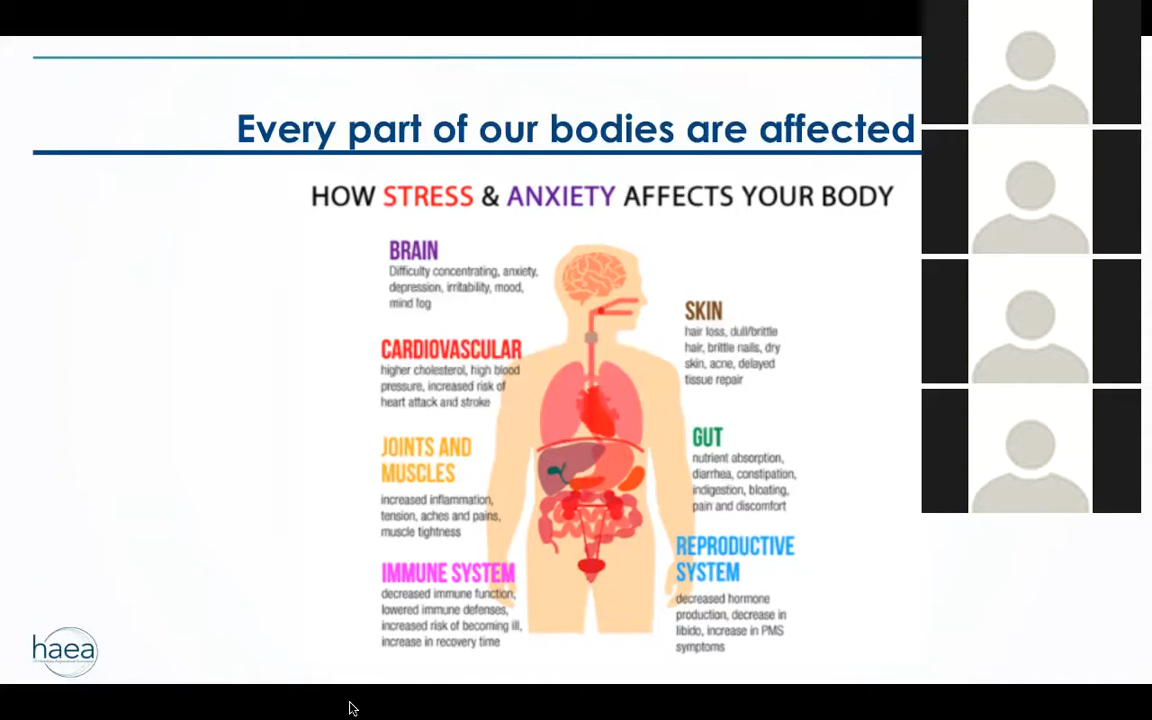 Every part of our bodies are affected
HOW STRESS & ANXIETY AFFECTS YOUR BODY
BRAIN
Difficulty concentrating, anxiety,
depression, irritability, mood,
mind fog
CARDIOVASCULAR
higher cholesterol, high blood
pressure, increased risk of
heart attack and stroke
JOINTS AND
MUSCLES
increased inflammation,
tension, aches and pains,
muscle tightness
IMMUNE SYSTEM
decreased immune function,
lowered immune defenses,
increased risk of becoming ill,
increase in recovery time
SKIN
hair loss, dull/brittle
hair, brittle nails, dry
skin, acne, delayed
tissue repair
GUT
nutrient absorption,
diarrhea, constipation,
indigestion, bloating,
pain and discomfort
REPRODUCTIVE
SYSTEM
decreased hormone
production, decrease in
libido, increase in PMS
symptoms
haea